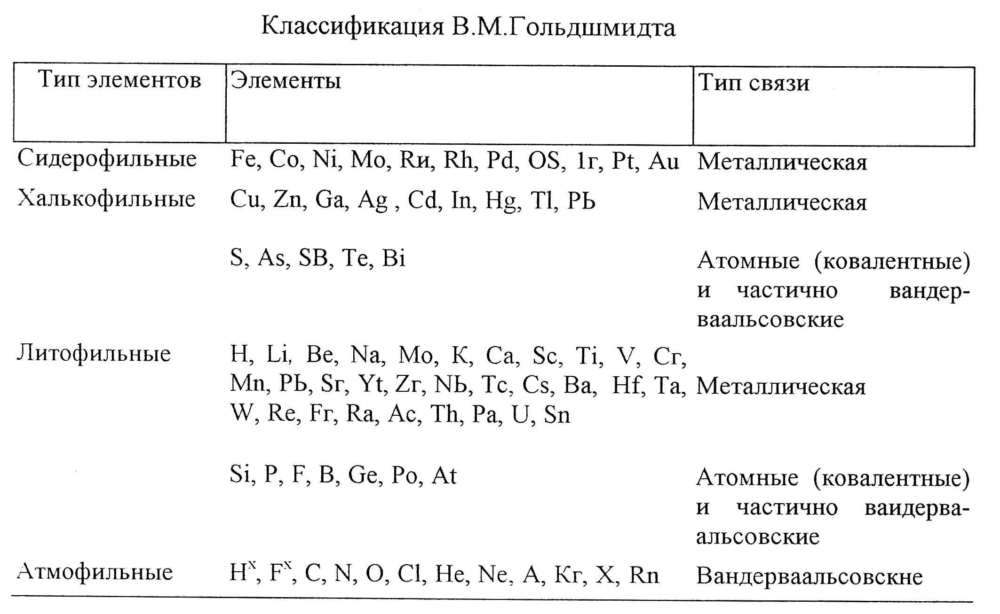 Классификация В.М.Гольдшмидта
Тип элементов Элементы Тип связи
Сидерофильные Fe, Co, Ni, Mo, Rи, Rh, Pd, OS, 1г, Pt, Au Металлическая
Халькофильные Cu, Zn, Ga, Ag , Cd, In, Hg, Tl, PЬ Металлическая
S, As, SB, Te, Bi Атомные (ковалентные)
и частично вандер-
ваальсовские
Литофильные H, Li, Be, Na, Mo, K, Ca, Sc, Ti, V, Cг,
Mn, PЬ, Sг, Yt, Zг, NЬ, Tc, Cs, Ba, Hf, Ta, Металлическая
W, Re, Fг, Ra, Ac, Th, Pa, U, Sn
Si, P, F, B, Ge, Po, At Атомные (ковалентные)
и частично ваидерва-
альсовские
Атмофильные Hˣ, Fˣ, C, N, O, Cl, He, Ne, A, Kг, X, Rn Вандерваальсовскне